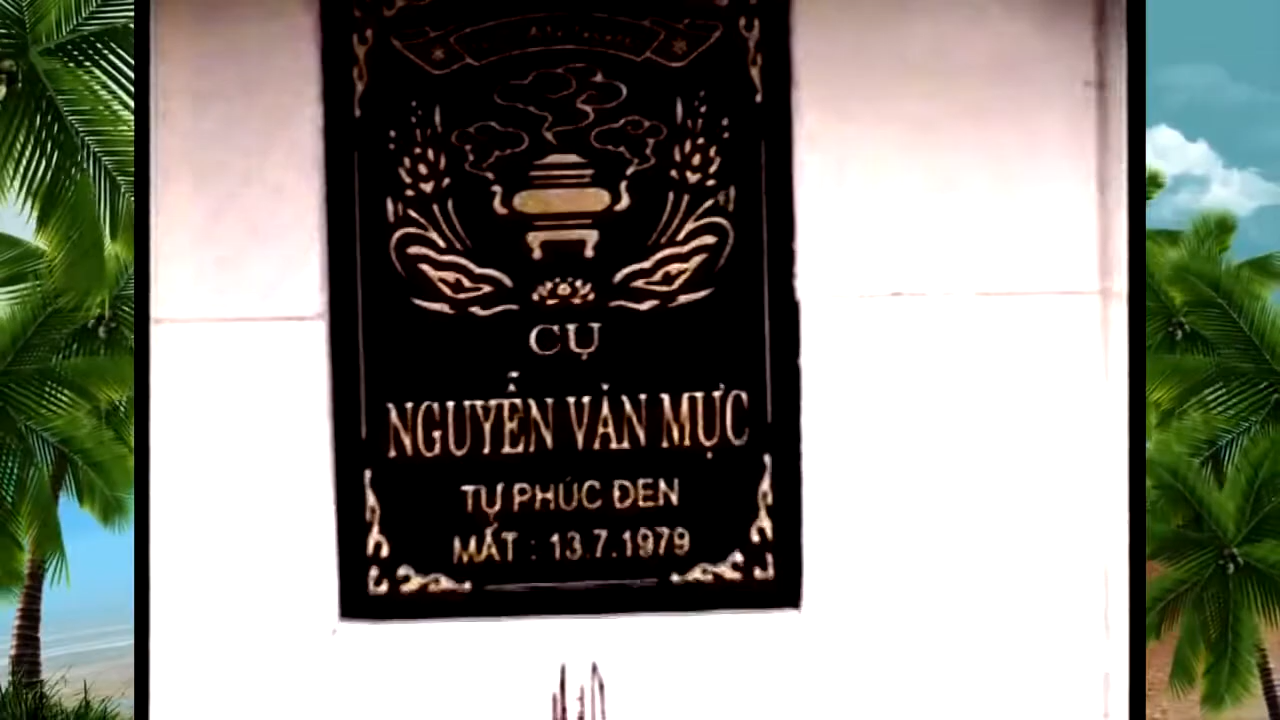 CỤ
NGUYỄN VĂN MỰC
TỰ PHÚC ĐEN
MẤT : 13.7.1979